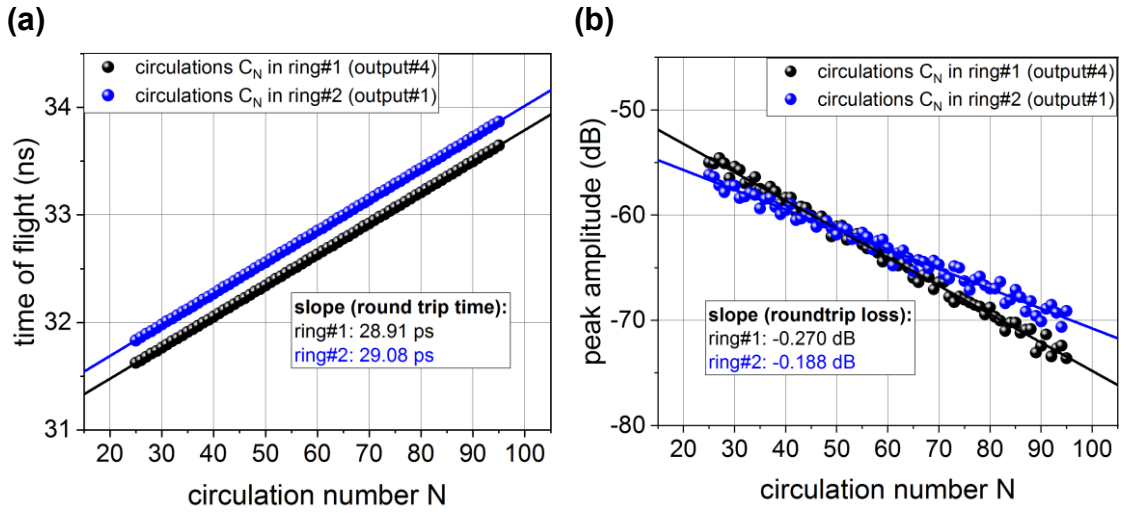 (a)
circulations C_N in ring#1 (output#4)
circulations C_N in ring#2 (output#1)
time of flight (ns)
34
33
32
31
slope (round trip time):
ring#1: 28.91 ps
ring#2: 29.08 ps
20 30 40 50 60 70 80 90 100
circulation number N
(b)
circulations C_N in ring#1 (output#4)
circulations C_N in ring#2 (output#1)
peak amplitude (dB)
-50
-60
-70
-80
slope (roundtrip loss):
ring#1: -0.270 dB
ring#2: -0.188 dB
20 30 40 50 60 70 80 90 100
circulation number N